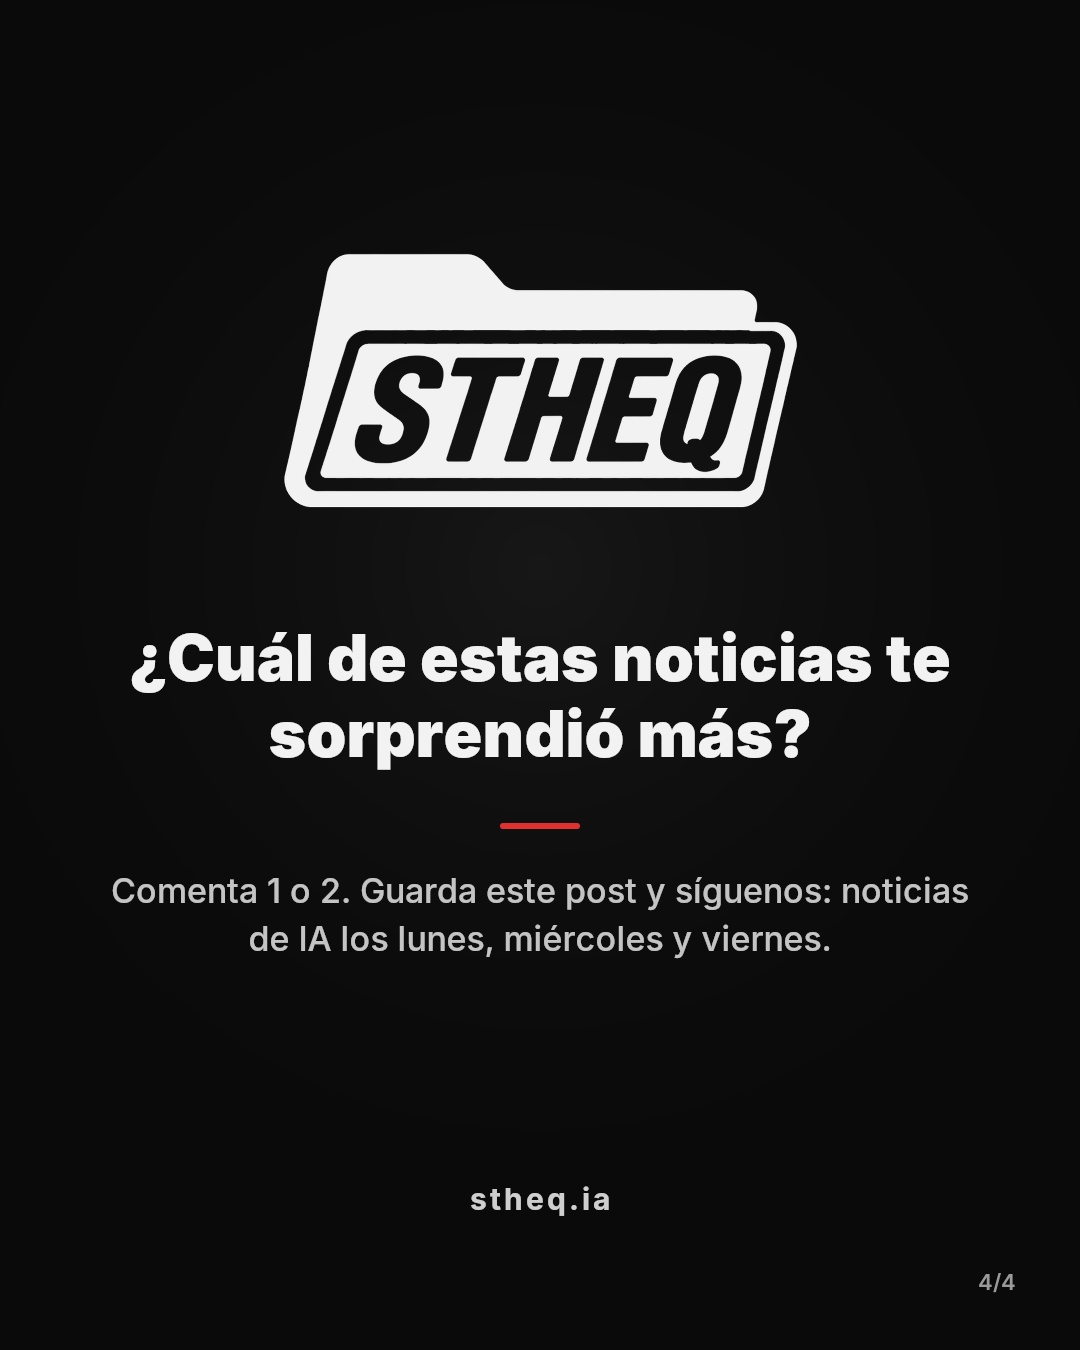 STHEQ
¿Cuál de estas noticias te
sorprendió más?
Comenta 1 o 2. Guarda este post y síguenos: noticias
de IA los lunes, miércoles y viernes.
stheq.ia
4/4